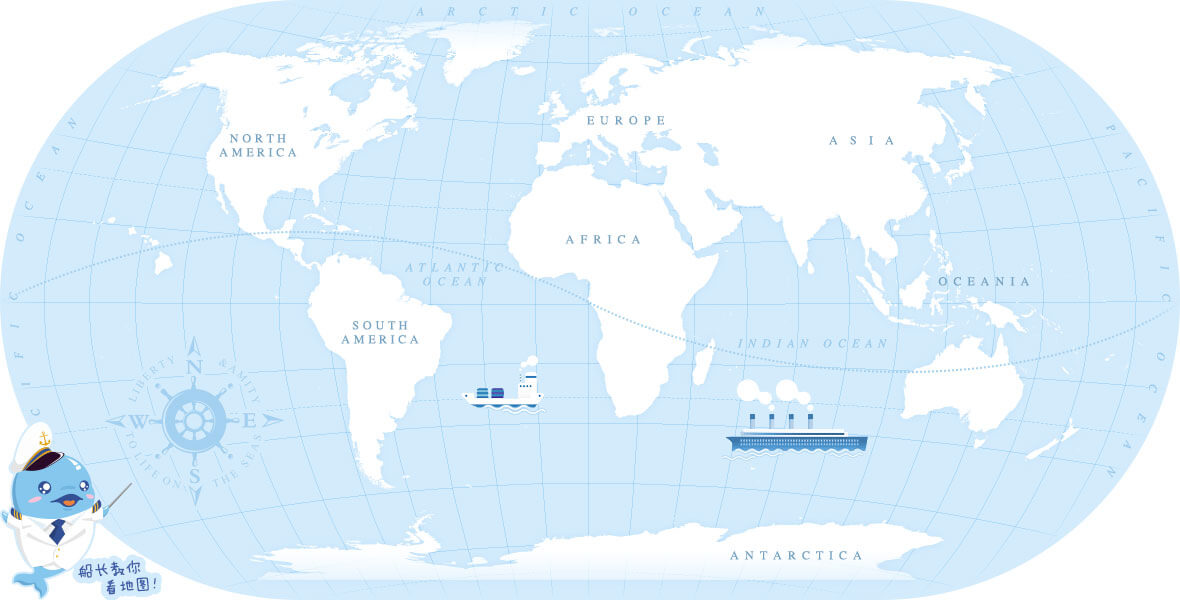 ARCTIC OCEAN
NORTH
AMERICA
EUROPE
ASIA
PACIFIC OCEAN
PACIFIC OCEAN
AFRICA
ATLANTIC
OCEAN
OCEANIA
SOUTH
AMERICA
INDIAN OCEAN
LIBERTY &AMITY
N
W E
S
TO LIFE ON THE SEAS
ANTARCTICA
船长教你
看地图!